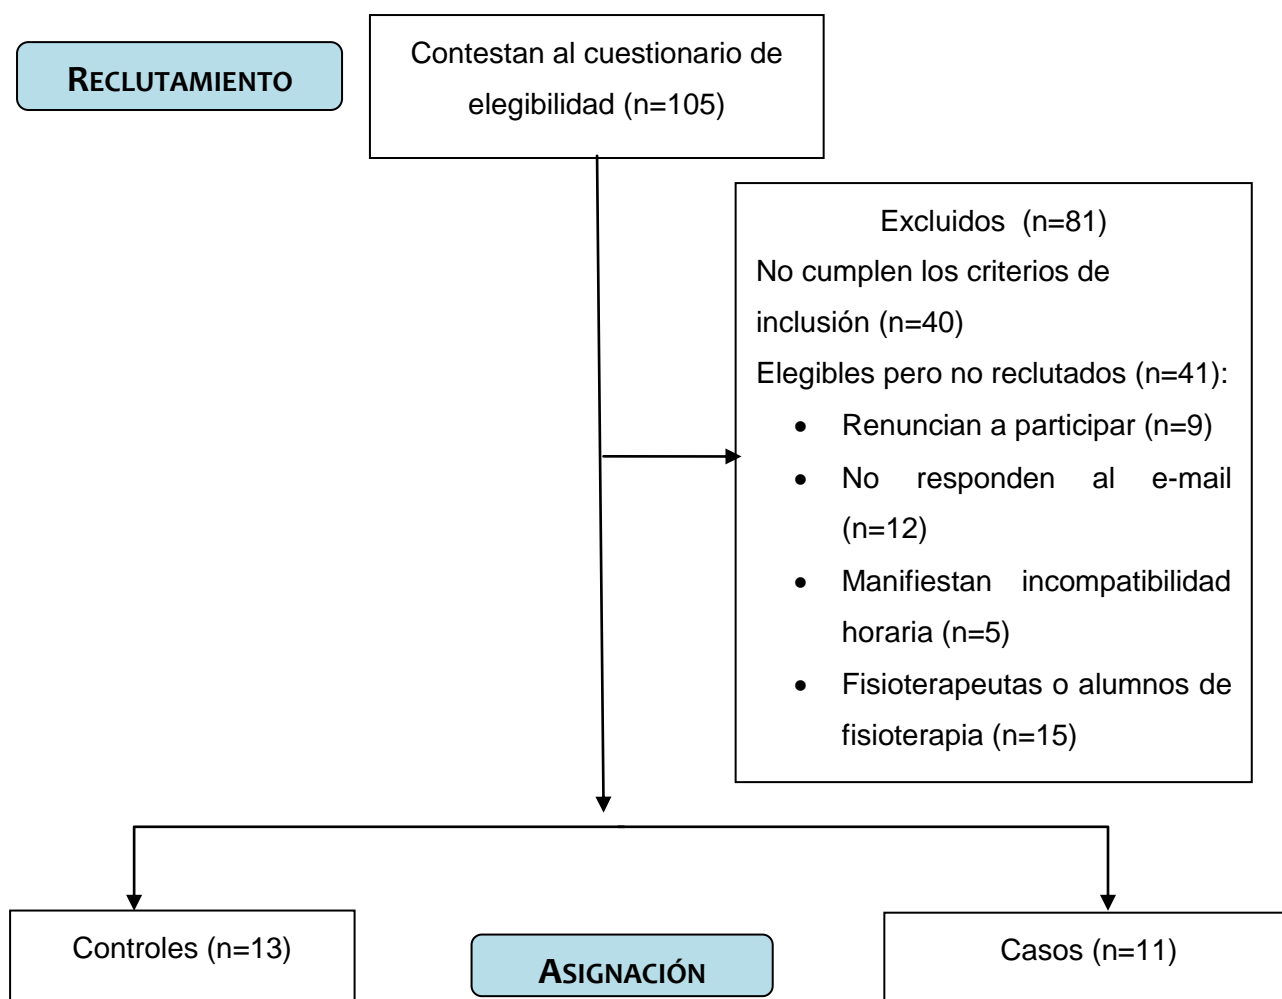 RECLUTAMIENTO
Contestan al cuestionario de
elegibilidad (n=105)
Excluidos (n=81)
No cumplen los criterios de
inclusión (n=40)
Elegibles pero no reclutados (n=41):
• Renuncian a participar (n=9)
• No responden al e-mail
(n=12)
• Manifiestan incompatibilidad
horaria (n=5)
• Fisioterapeutas o alumnos de
fisioterapia (n=15)
Controles (n=13)
ASIGNACIÓN
Casos (n=11)